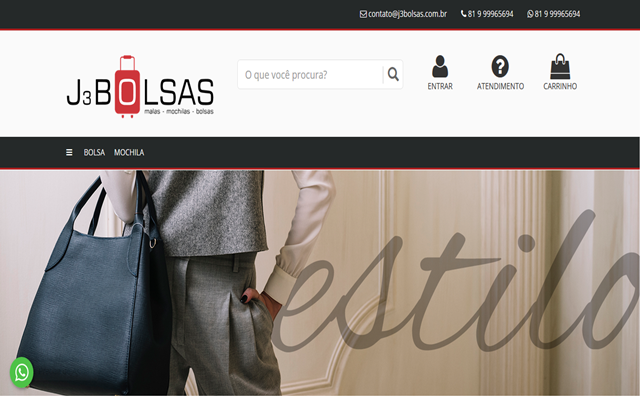 contato@j3bolsas.com.br 81 9 99965694 81 9 99965694
J3BOLSAS
malas - mochilas - bolsas
O que você procura?
ENTRAR ATENDIMENTO CARRINHO
BOLSA MOCHILA
estilo